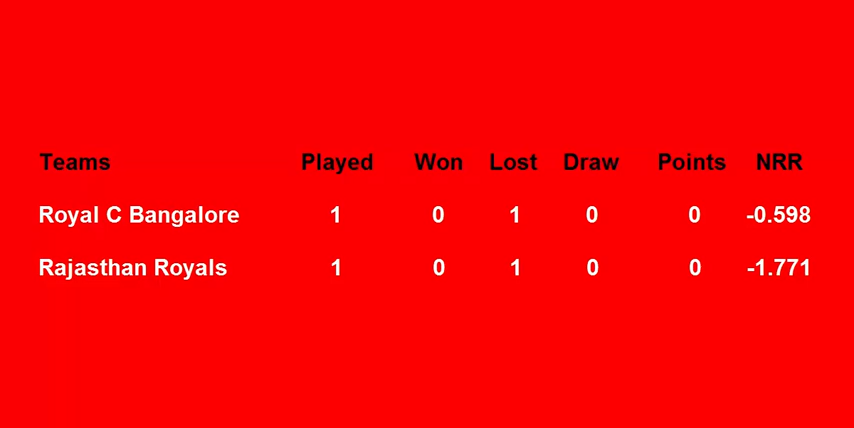 Teams Played Won Lost Draw Points NRR
Royal C Bangalore 1 0 1 0 0 -0.598
Rajasthan Royals 1 0 1 0 0 -1.771